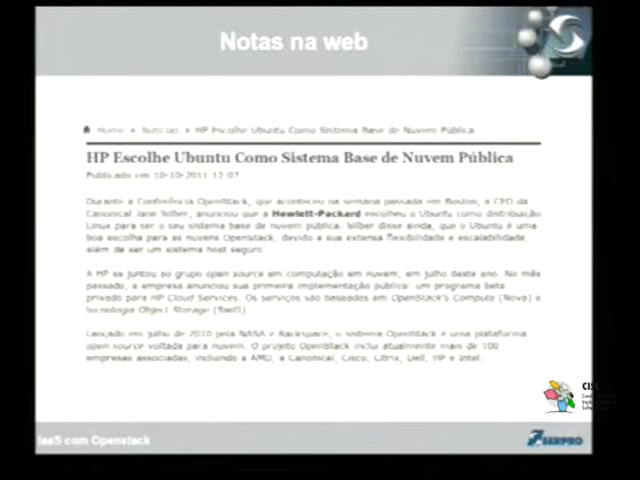 Notas na web
Home » Notícias » HP Escolhe Ubuntu Como Sistema Base de Nuvem Pública
HP Escolhe Ubuntu Como Sistema Base de Nuvem Pública
Publicado em 10-10-2011 12:07
Durante a Conferência OpenStack, que aconteceu na semana passada em Boston, a CEO da
Canonical Jane Silber, anunciou que a Hewlett-Packard escolheu o Ubuntu como distribuição
Linux para ser o seu sistema base de nuvem pública. Silber disse ainda, que o Ubuntu é uma
boa escolha para as nuvens Openstack, devido a sua extensa flexibilidade e escalabilidade,
além de ser um sistema host seguro.
A HP se juntou ao grupo open source em computação em nuvem, em julho deste ano. No mês
passado, a empresa anunciou sua primeira implementação pública: um programa beta
privado para HP Cloud Services. Os serviços são baseados em OpenStack's Compute (Nova) e
tecnologia Object Storage (Swift).
Lançado em julho de 2010 pela NASA e Rackspace, o sistema OpenStack é uma plataforma
open source voltada para nuvem. O projeto OpenStack inclui atualmente mais de 100
empresas associadas, incluindo a AMD, a Canonical, Cisco, Citrix, Dell, HP e Intel.
IaaS com Openstack
SERPRO